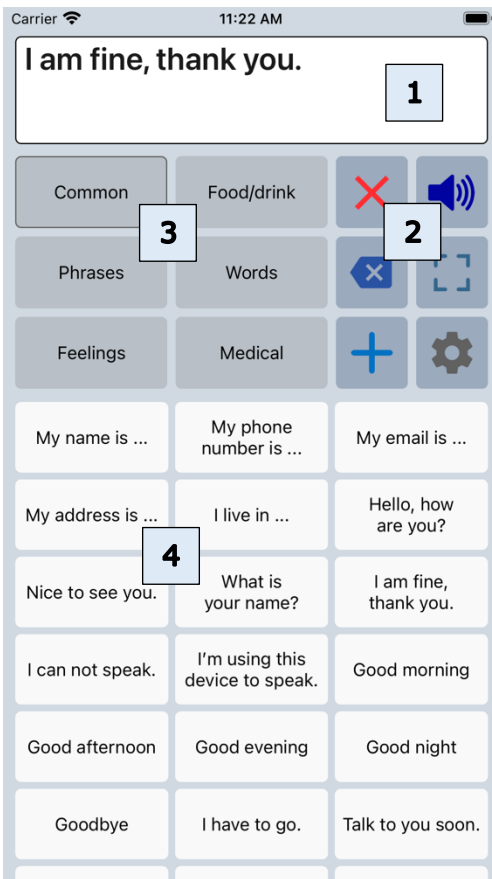 Carrier 11:22 AM
I am fine, thank you.
1
Common Food/drink
3 2
Phrases Words
Feelings Medical
My name is ... My phone number is ... My email is ...
My address is ... I live in ... Hello, how are you?
4
Nice to see you. What is your name? I am fine, thank you.
I can not speak. I'm using this device to speak. Good morning
Good afternoon Good evening Good night
Goodbye I have to go. Talk to you soon.